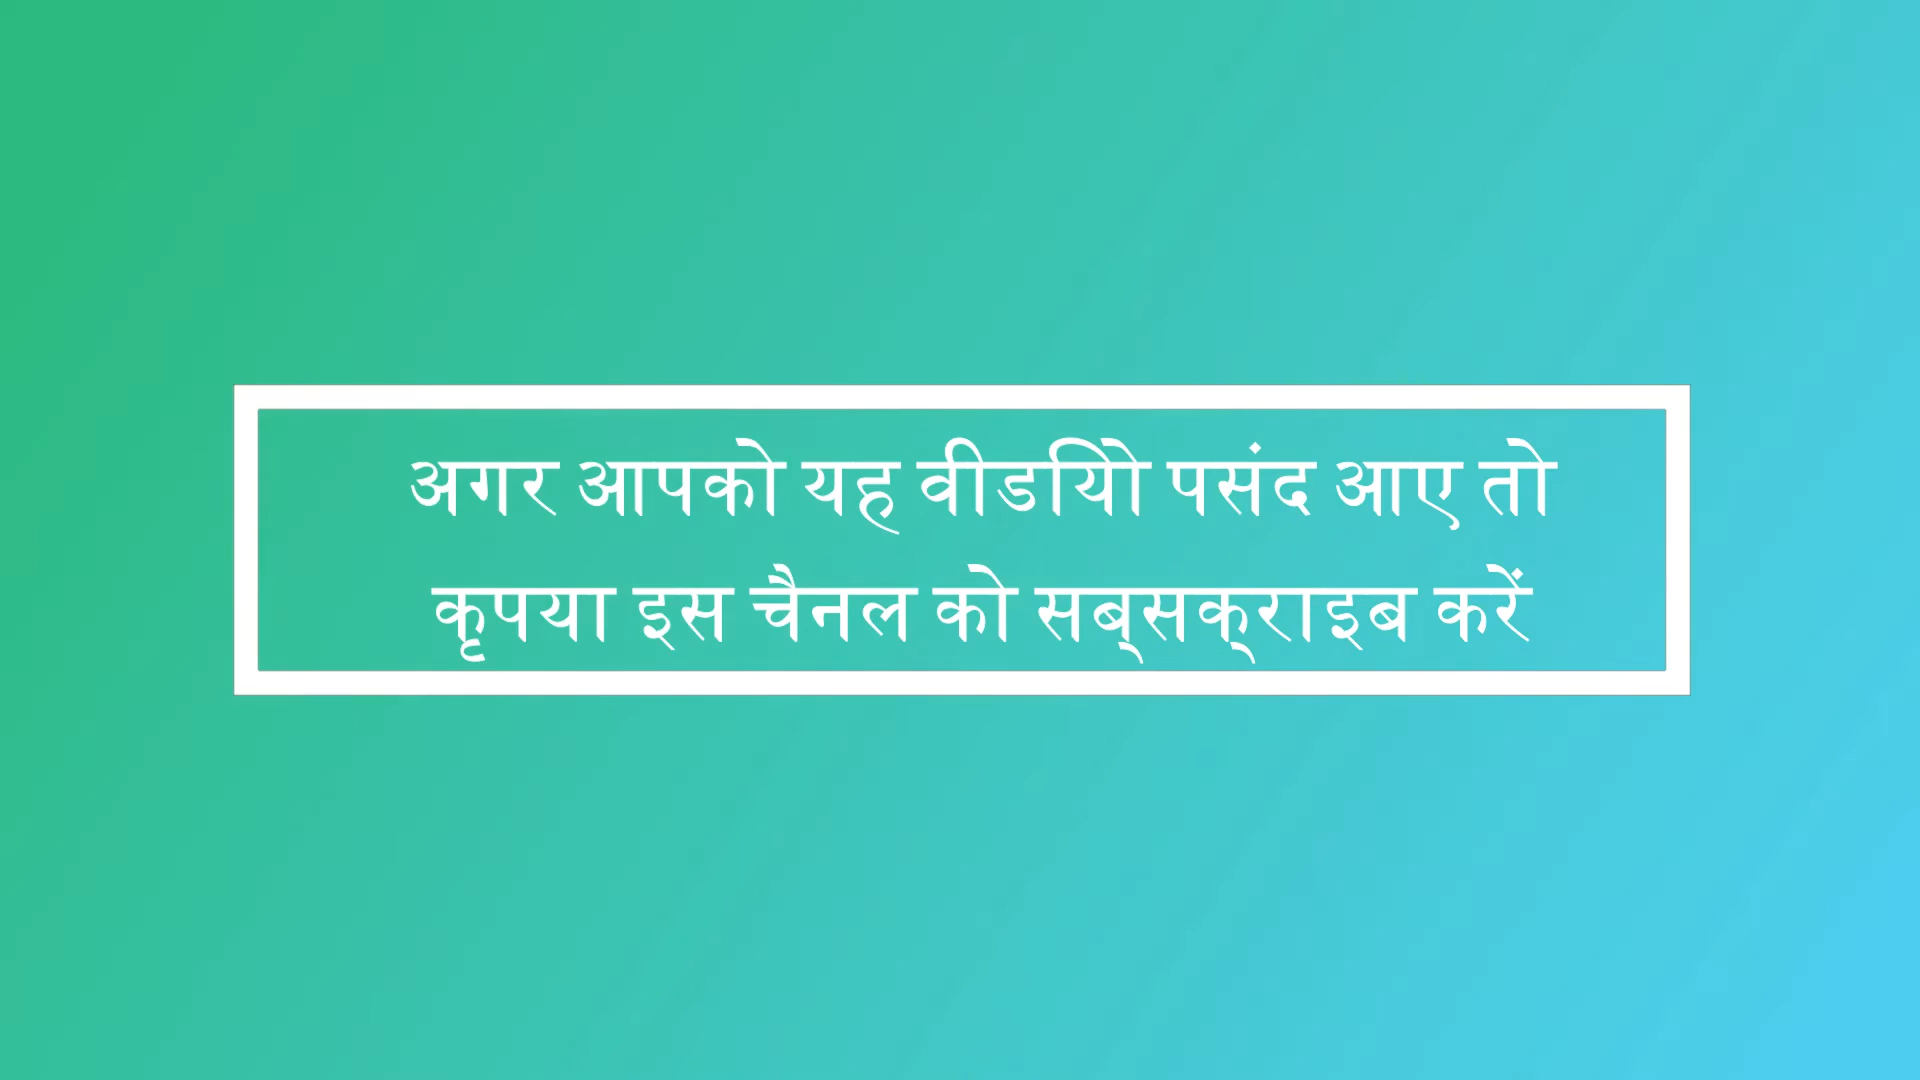 अगर आपको यह वीडियो पसंद आए तो
कृपया इस चैनल को सब्सक्राइब करें